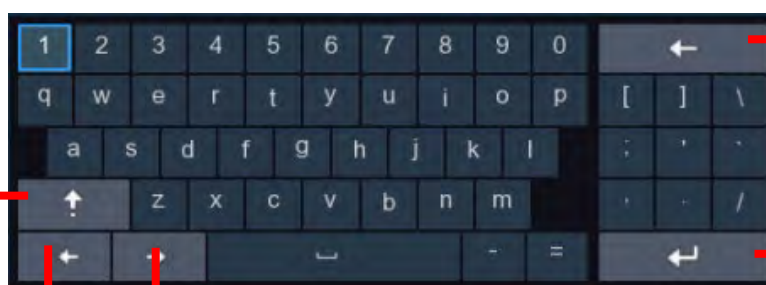 1 2 3 4 5 6 7 8 9 0 ←
q w e r t y u i o p [ ] \
a s d f g h j k l ; ' `
z x c v b n m , . /
← → - = ↵